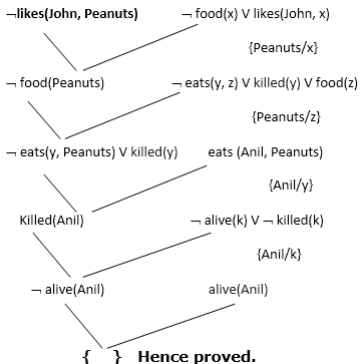 ¬likes(John, Peanuts) ¬ food(x) V likes(John, x)
{Peanuts/x}
¬ food(Peanuts) ¬ eats(y, z) V killed(y) V food(z)
{Peanuts/z}
¬ eats(y, Peanuts) V killed(y) eats (Anil, Peanuts)
{Anil/y}
Killed(Anil) ¬ alive(k) V ¬ killed(k)
{Anil/k}
¬ alive(Anil) alive(Anil)
{ } Hence proved.